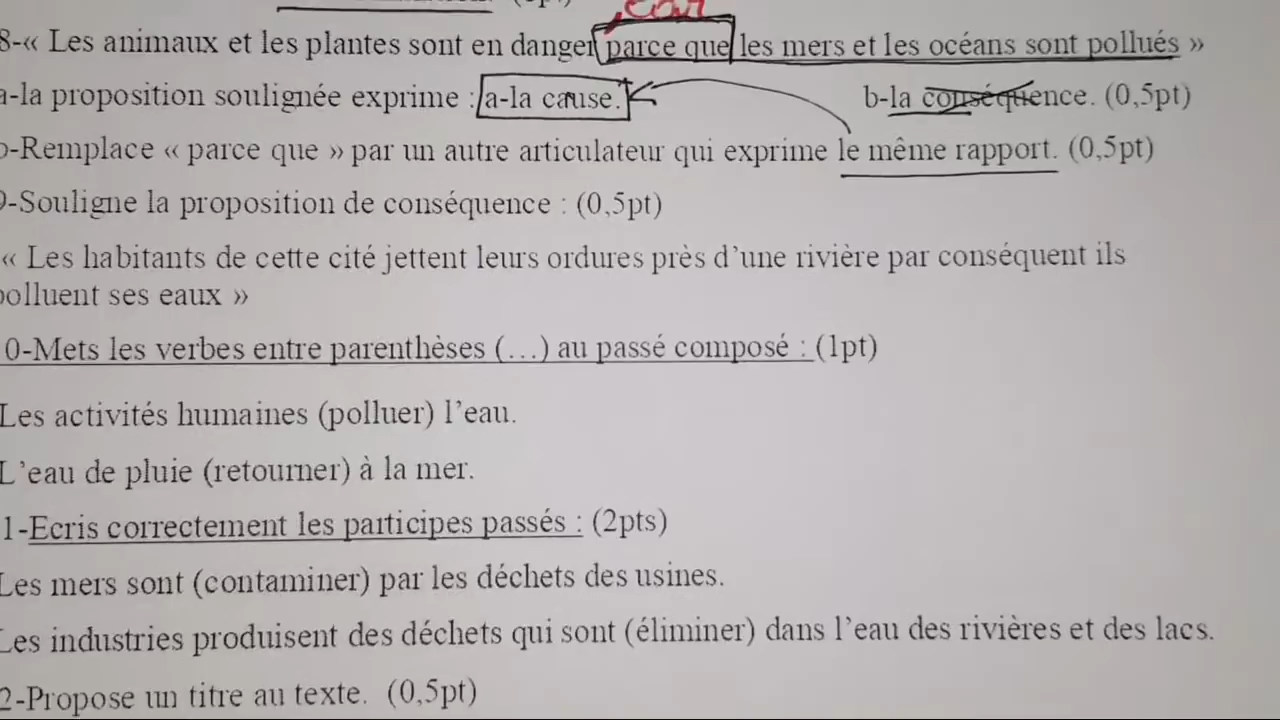 car
8-« Les animaux et les plantes sont en danger parce que les mers et les océans sont pollués »
a-la proposition soulignée exprime : a-la cause. b-la conséquence. (0,5pt)
-Remplace « parce que » par un autre articulateur qui exprime le même rapport. (0,5pt)
9-Souligne la proposition de conséquence : (0,5pt)
« Les habitants de cette cité jettent leurs ordures près d’une rivière par conséquent ils
polluent ses eaux »
0-Mets les verbes entre parenthèses (…) au passé composé : (1pt)
Les activités humaines (polluer) l’eau.
L’eau de pluie (retourner) à la mer.
1-Ecris correctement les participes passés : (2pts)
Les mers sont (contaminer) par les déchets des usines.
Les industries produisent des déchets qui sont (éliminer) dans l’eau des rivières et des lacs.
2-Propose un titre au texte. (0,5pt)